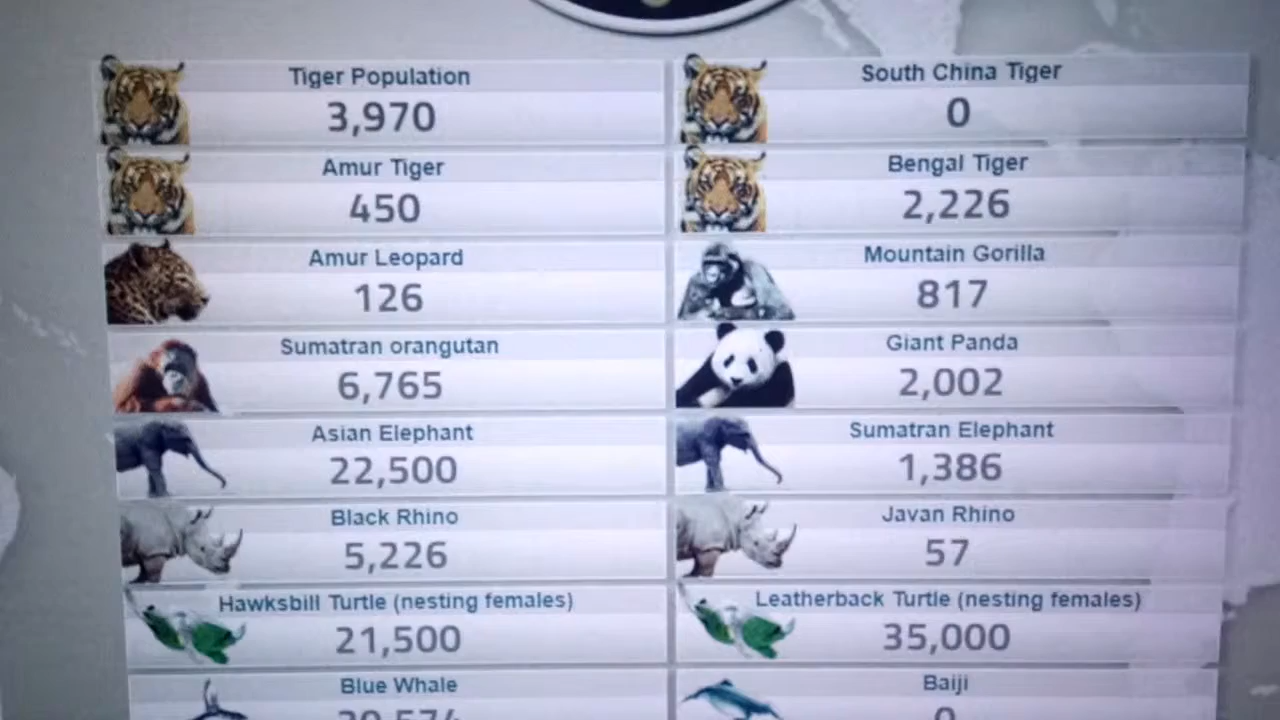 Tiger Population
3,970
South China Tiger
0
Amur Tiger
450
Bengal Tiger
2,226
Amur Leopard
126
Mountain Gorilla
817
Sumatran orangutan
6,765
Giant Panda
2,002
Asian Elephant
22,500
Sumatran Elephant
1,386
Black Rhino
5,226
Javan Rhino
57
Hawksbill Turtle (nesting females)
21,500
Leatherback Turtle (nesting females)
35,000
Blue Whale
Baiji
0